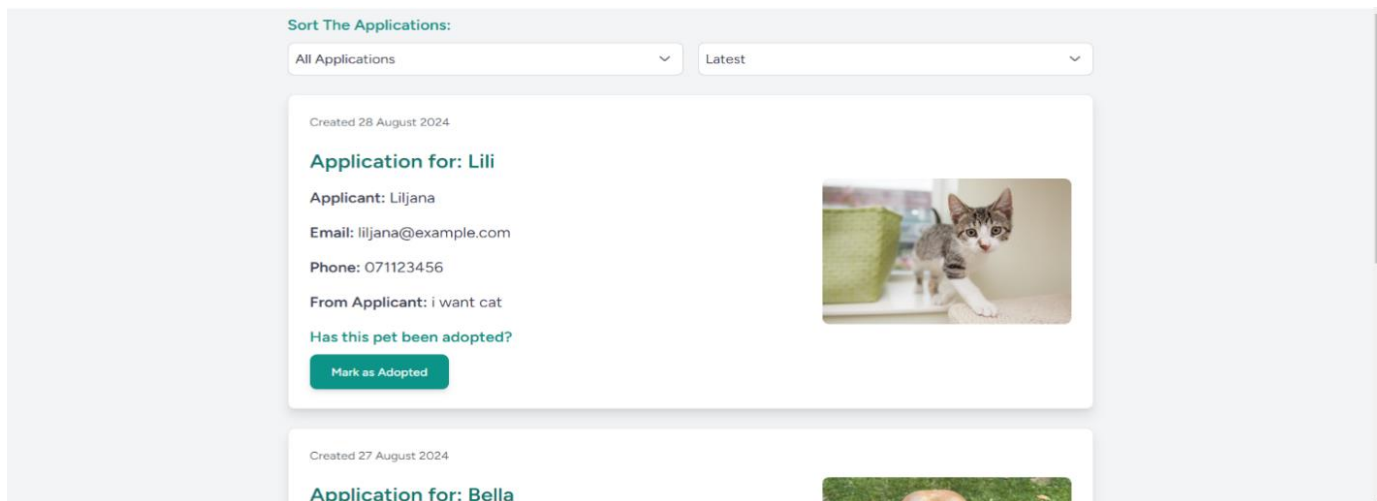 Sort The Applications:
All Applications
Latest
Created 28 August 2024
Application for: Lili
Applicant: Liljana
Email: liljana@example.com
Phone: 071123456
From Applicant: i want cat
Has this pet been adopted?
Mark as Adopted
Created 27 August 2024
Application for: Bella